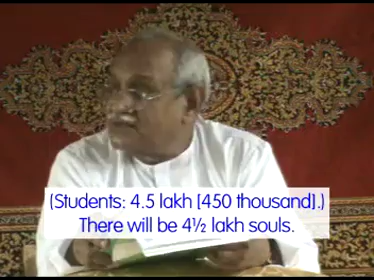 (Students: 4.5 lakh [450 thousand].)
There will be 4½ lakh souls.